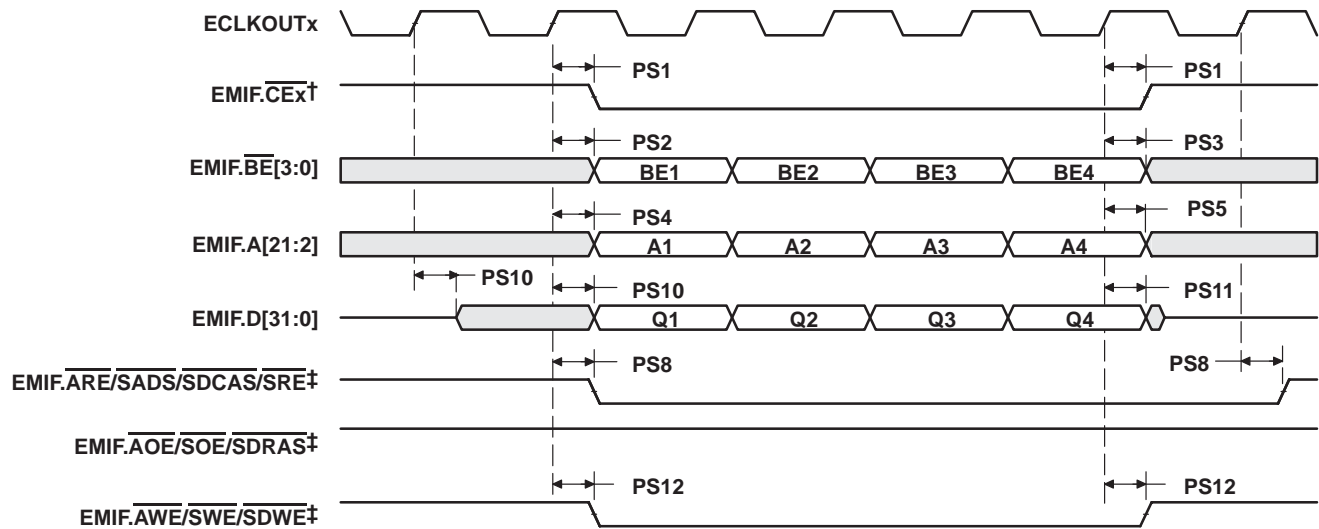 ECLKOUTx
PS1 PS1
EMIF.CEx†
PS2 PS3
EMIF.BE[3:0] BE1 BE2 BE3 BE4
PS4 PS5
EMIF.A[21:2] A1 A2 A3 A4
PS10 PS10 PS11
EMIF.D[31:0] Q1 Q2 Q3 Q4
PS8 PS8
EMIF.ARE/SADS/SDCAS/SRE‡
EMIF.AOE/SOE/SDRAS‡
PS12 PS12
EMIF.AWE/SWE/SDWE‡